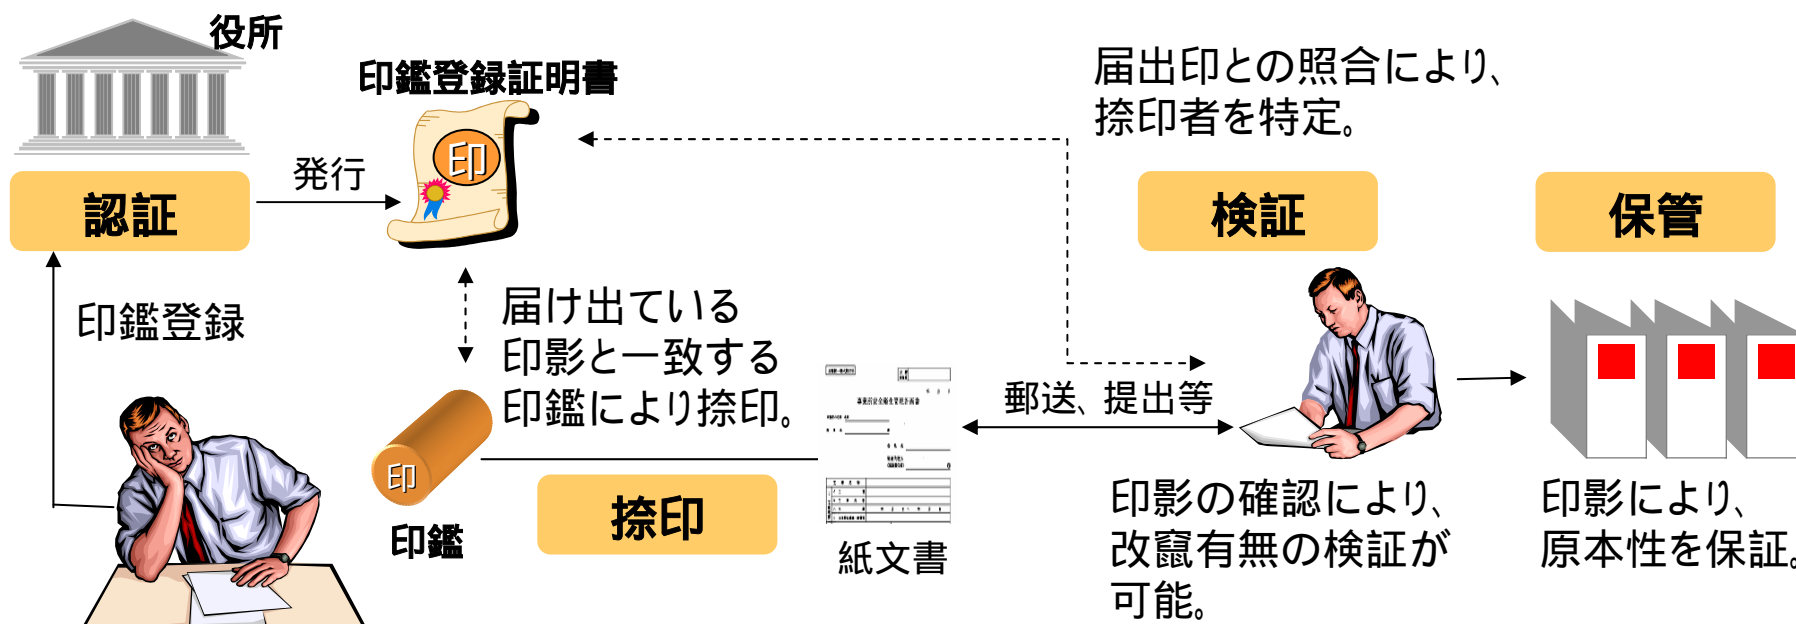 役所
印鑑登録証明書
印
発行
認証
印鑑登録
届け出ている
印影と一致する
印鑑により捺印。
印
印鑑
捺印
紙文書
届出印との照合により、
捺印者を特定。
検証
郵送、提出等
印影の確認により、
改竄有無の検証が
可能。
保管
印影により、
原本性を保証。